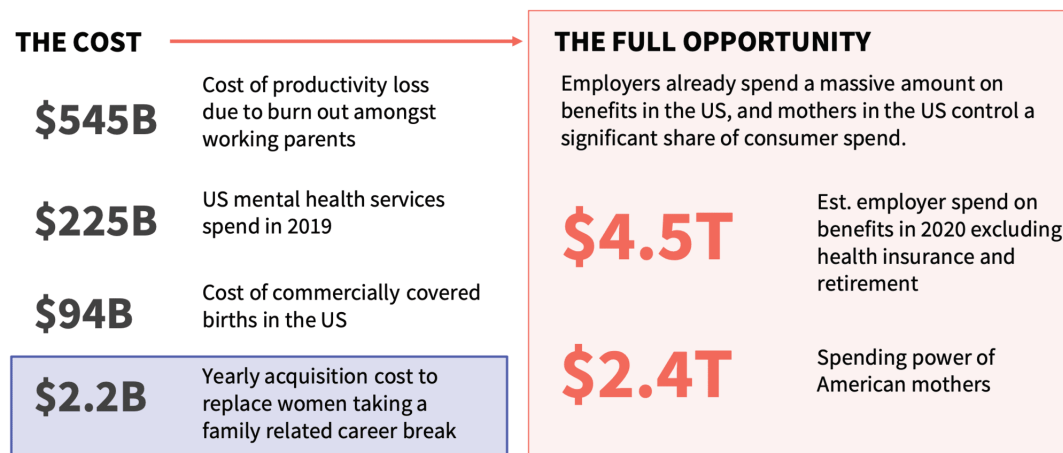 THE COST
$545B
Cost of productivity loss
due to burn out amongst
working parents
$225B
US mental health services
spend in 2019
$94B
Cost of commercially covered
births in the US
$2.2B
Yearly acquisition cost to
replace women taking a
family related career break
THE FULL OPPORTUNITY
Employers already spend a massive amount on
benefits in the US, and mothers in the US control a
significant share of consumer spend.
$4.5T
Est. employer spend on
benefits in 2020 excluding
health insurance and
retirement
$2.4T
Spending power of
American mothers